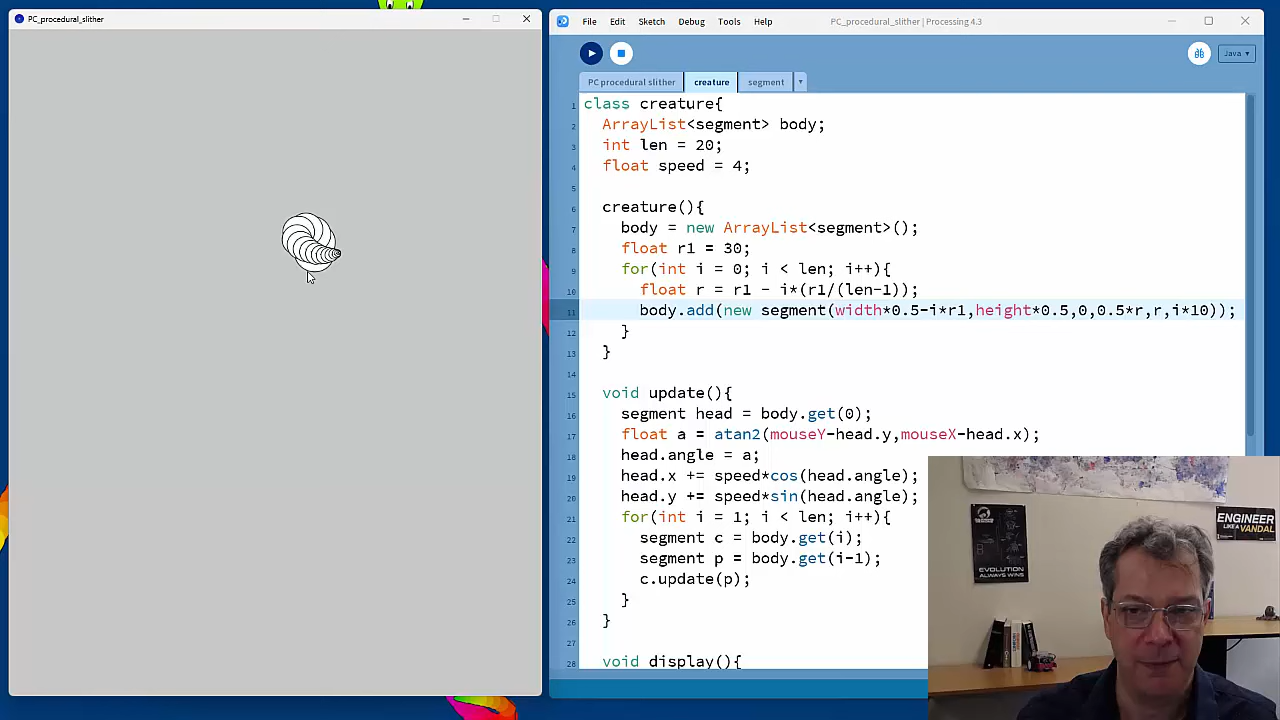 PC_procedural_slither
File Edit Sketch Debug Tools Help
PC_procedural_slither | Processing 4.3
Java
PC procedural slither
creature
segment
1 class creature{
2 ArrayList<segment> body;
3 int len = 20;
4 float speed = 4;
5
6 creature(){
7 body = new ArrayList<segment>();
8 float r1 = 30;
9 for(int i = 0; i < len; i++){
10 float r = r1 - i*(r1/(len-1));
11 body.add(new segment(width*0.5-i*r1,height*0.5,0,0.5*r,r,i*10));
12 }
13 }
14
15 void update(){
16 segment head = body.get(0);
17 float a = atan2(mouseY-head.y,mouseX-head.x);
18 head.angle = a;
19 head.x += speed*cos(head.angle);
20 head.y += speed*sin(head.angle);
21 for(int i = 1; i < len; i++){
22 segment c = body.get(i);
23 segment p = body.get(i-1);
24 c.update(p);
25 }
26 }
27
28 void display(){
EVOLUTION
ALWAYS WINS
ENGINEER
LIKE A
VANDAL